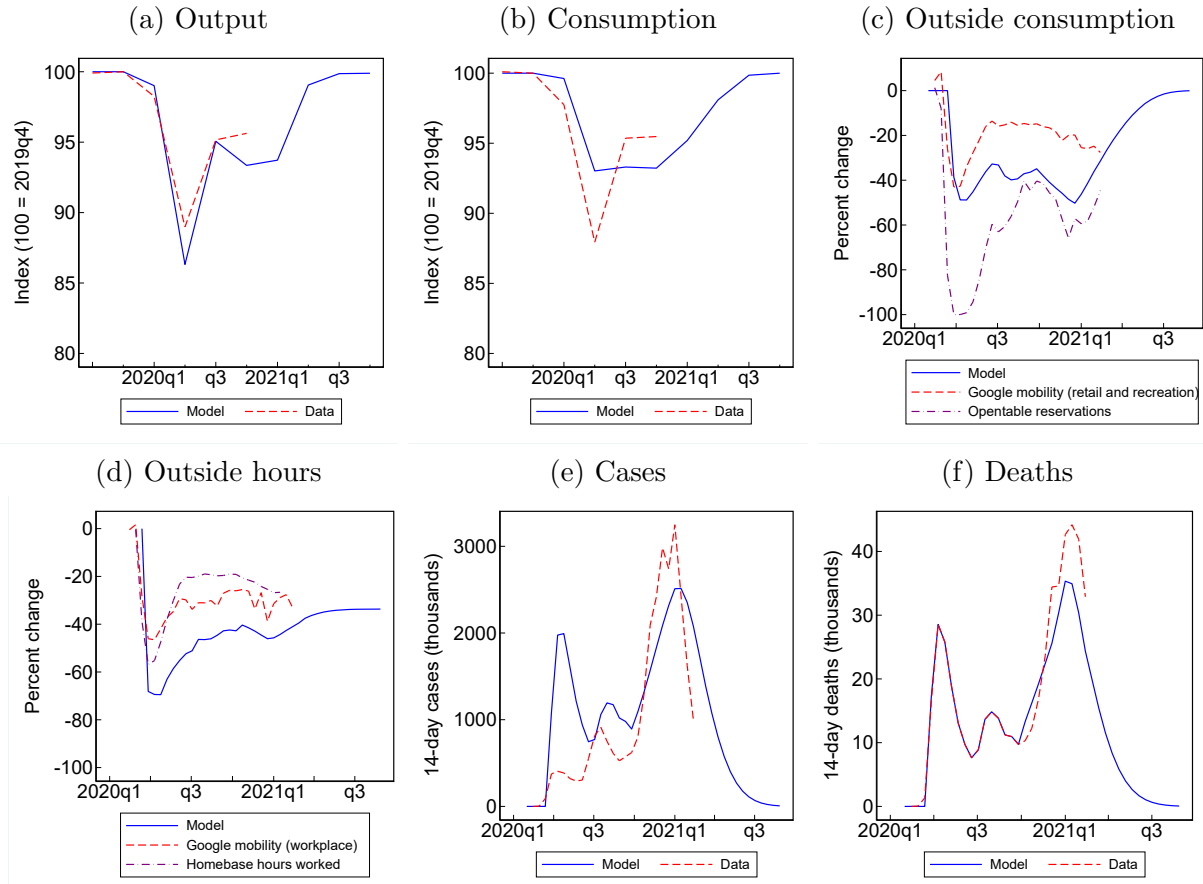 (a) Output
Index (100 = 2019q4)
100
95
90
85
80
2020q1 q3 2021q1 q3
Model Data
(b) Consumption
Index (100 = 2019q4)
100
95
90
85
80
2020q1 q3 2021q1 q3
Model Data
(c) Outside consumption
Percent change
0
-20
-40
-60
-80
-100
2020q1 q3 2021q1 q3
Model
Google mobility (retail and recreation)
Opentable reservations
(d) Outside hours
Percent change
0
-20
-40
-60
-80
-100
2020q1 q3 2021q1 q3
Model
Google mobility (workplace)
Homebase hours worked
(e) Cases
14-day cases (thousands)
3000
2000
1000
0
2020q1 q3 2021q1 q3
Model Data
(f) Deaths
14-day deaths (thousands)
40
30
20
10
0
2020q1 q3 2021q1 q3
Model Data